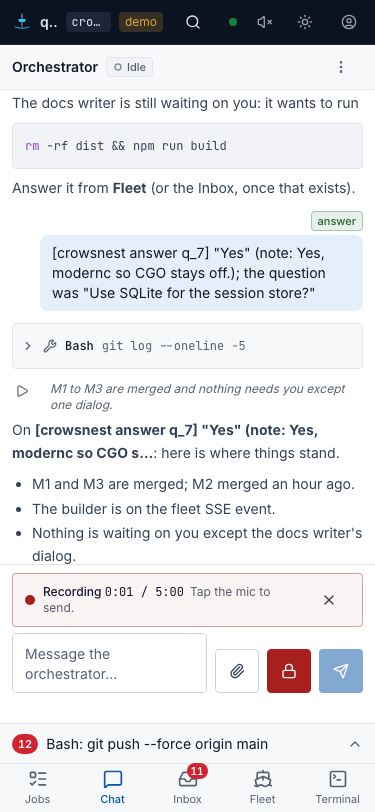 q.. cro... demo
Orchestrator Idle
The docs writer is still waiting on you: it wants to run
rm -rf dist && npm run build
Answer it from Fleet (or the Inbox, once that exists).
answer
[crowsnest answer q_7] "Yes" (note: Yes,
modernc so CGO stays off.); the question
was "Use SQLite for the session store?"
Bash git log --oneline -5
M1 to M3 are merged and nothing needs you except
one dialog.
On [crowsnest answer q_7] "Yes" (note: Yes,
modernc so CGO s...: here is where things stand.
• M1 and M3 are merged; M2 merged an hour ago.
• The builder is on the fleet SSE event.
• Nothing is waiting on you except the docs writer's
dialog.
Recording 0:01 / 5:00 Tap the mic to
send.
Message the
orchestrator...
12 Bash: git push --force origin main
11
Jobs Chat Inbox Fleet Terminal